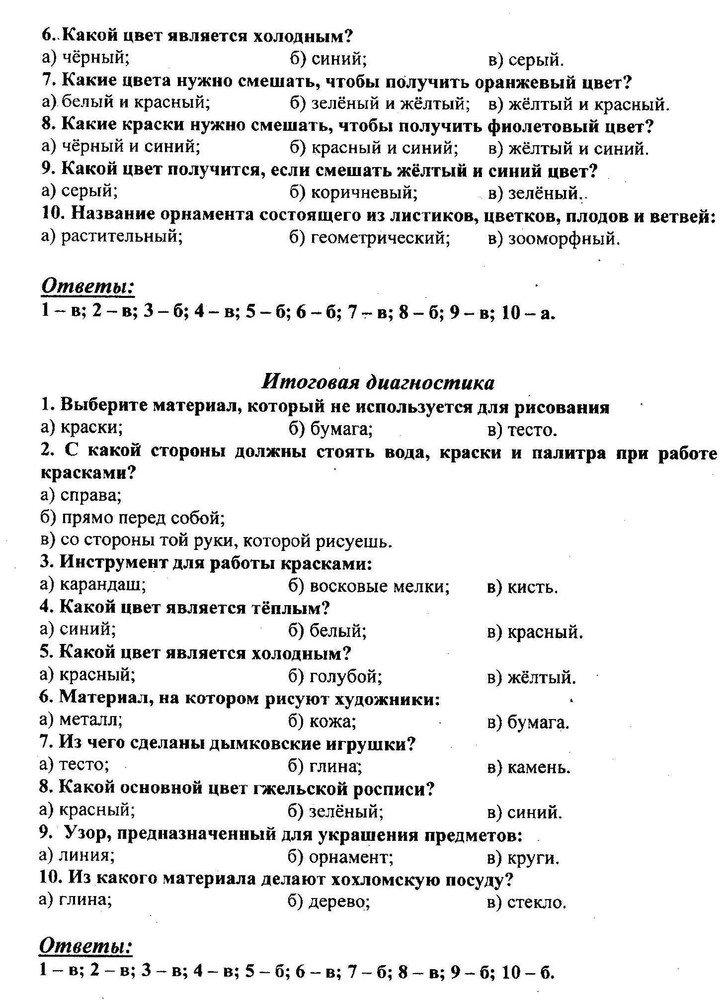 6. Какой цвет является холодным?
а) чёрный; б) синий; в) серый.
7. Какие цвета нужно смешать, чтобы получить оранжевый цвет?
а) белый и красный; б) зелёный и жёлтый; в) жёлтый и красный.
8. Какие краски нужно смешать, чтобы получить фиолетовый цвет?
а) чёрный и синий; б) красный и синий; в) жёлтый и синий.
9. Какой цвет получится, если смешать жёлтый и синий цвет?
а) серый; б) коричневый; в) зелёный.
10. Название орнамента состоящего из листиков, цветков, плодов и ветвей:
а) растительный; б) геометрический; в) зооморфный.
Ответы:
1 – в; 2 – в; 3 – б; 4 – в; 5 – б; 6 – б; 7 – в; 8 – б; 9 – в; 10 – а.
Итоговая диагностика
1. Выберите материал, который не используется для рисования
а) краски; б) бумага; в) тесто.
2. С какой стороны должны стоять вода, краски и палитра при работе
красками?
а) справа;
б) прямо перед собой;
в) со стороны той руки, которой рисуешь.
3. Инструмент для работы красками:
а) карандаш; б) восковые мелки; в) кисть.
4. Какой цвет является тёплым?
а) синий; б) белый; в) красный.
5. Какой цвет является холодным?
а) красный; б) голубой; в) жёлтый.
6. Материал, на котором рисуют художники:
а) металл; б) кожа; в) бумага.
7. Из чего сделаны дымковские игрушки?
а) тесто; б) глина; в) камень.
8. Какой основной цвет гжельской росписи?
а) красный; б) зелёный; в) синий.
9. Узор, предназначенный для украшения предметов:
а) линия; б) орнамент; в) круги.
10. Из какого материала делают хохломскую посуду?
а) глина; б) дерево; в) стекло.
Ответы:
1 – в; 2 – в; 3 – в; 4 – в; 5 – б; 6 – в; 7 – б; 8 – в; 9 – б; 10 – б.